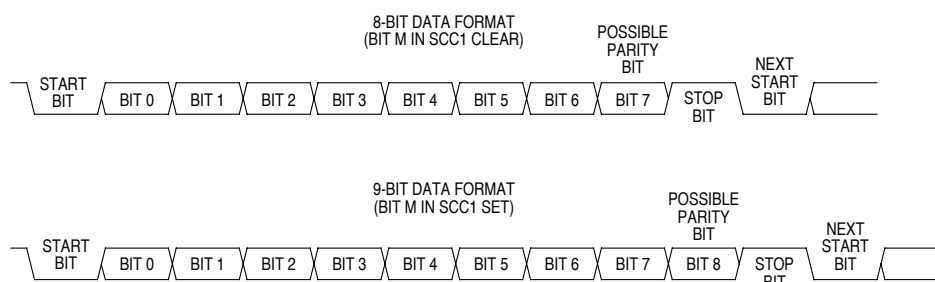 8-BIT DATA FORMAT
(BIT M IN SCC1 CLEAR)
POSSIBLE
PARITY
BIT
NEXT
START
BIT
START
BIT
BIT 0 BIT 1 BIT 2 BIT 3 BIT 4 BIT 5 BIT 6 BIT 7
STOP
BIT
9-BIT DATA FORMAT
(BIT M IN SCC1 SET)
POSSIBLE
PARITY
BIT
NEXT
START
BIT
START
BIT
BIT 0 BIT 1 BIT 2 BIT 3 BIT 4 BIT 5 BIT 6 BIT 7 BIT 8
STOP
BIT